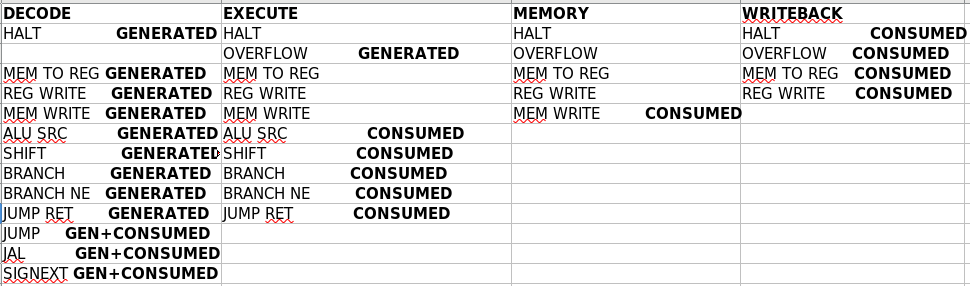 DECODE EXECUTE MEMORY WRITEBACK
HALT GENERATED HALT HALT HALT CONSUMED
OVERFLOW GENERATED OVERFLOW OVERFLOW CONSUMED
MEM TO REG GENERATED MEM TO REG MEM TO REG MEM TO REG CONSUMED
REG WRITE GENERATED REG WRITE REG WRITE REG WRITE CONSUMED
MEM WRITE GENERATED MEM WRITE MEM WRITE CONSUMED
ALU SRC GENERATED ALU SRC CONSUMED
SHIFT GENERATED SHIFT CONSUMED
BRANCH GENERATED BRANCH CONSUMED
BRANCH NE GENERATED BRANCH NE CONSUMED
JUMP RET GENERATED JUMP RET CONSUMED
JUMP GEN+CONSUMED
JAL GEN+CONSUMED
SIGNEXT GEN+CONSUMED